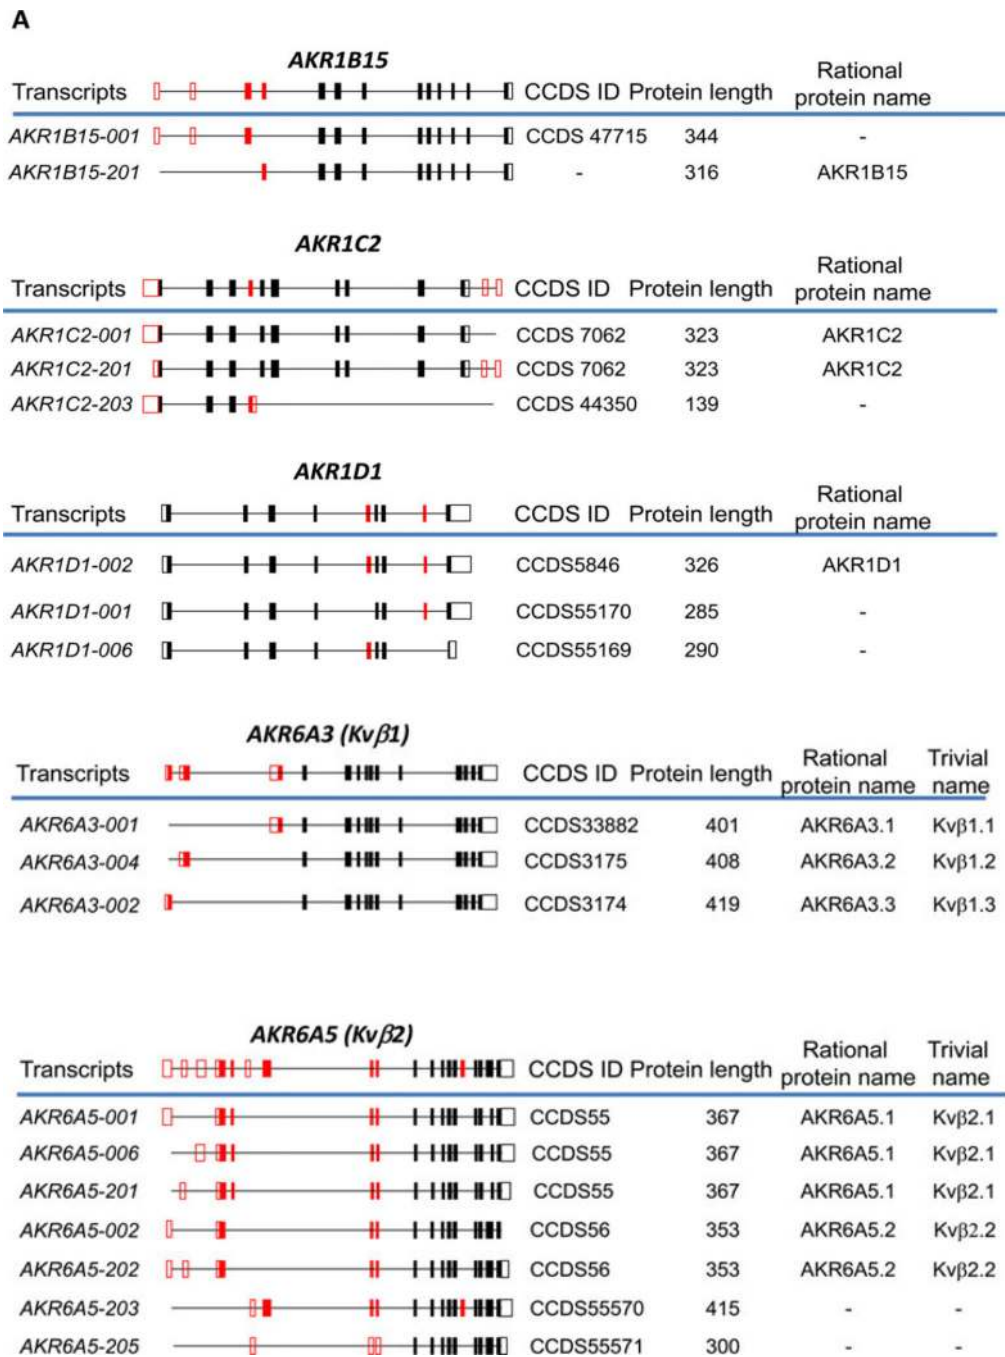 A
AKR1B15
Transcripts CCDS ID Protein length Rational protein name
AKR1B15-001 CCDS 47715 344 -
AKR1B15-201 - 316 AKR1B15
AKR1C2
Transcripts CCDS ID Protein length Rational protein name
AKR1C2-001 CCDS 7062 323 AKR1C2
AKR1C2-201 CCDS 7062 323 AKR1C2
AKR1C2-203 CCDS 44350 139 -
AKR1D1
Transcripts CCDS ID Protein length Rational protein name
AKR1D1-002 CCDS5846 326 AKR1D1
AKR1D1-001 CCDS55170 285 -
AKR1D1-006 CCDS55169 290 -
AKR6A3 (Kvβ1)
Transcripts CCDS ID Protein length Rational protein name Trivial name
AKR6A3-001 CCDS33882 401 AKR6A3.1 Kvβ1.1
AKR6A3-004 CCDS3175 408 AKR6A3.2 Kvβ1.2
AKR6A3-002 CCDS3174 419 AKR6A3.3 Kvβ1.3
AKR6A5 (Kvβ2)
Transcripts CCDS ID Protein length Rational protein name Trivial name
AKR6A5-001 CCDS55 367 AKR6A5.1 Kvβ2.1
AKR6A5-006 CCDS55 367 AKR6A5.1 Kvβ2.1
AKR6A5-201 CCDS55 367 AKR6A5.1 Kvβ2.1
AKR6A5-002 CCDS56 353 AKR6A5.2 Kvβ2.2
AKR6A5-202 CCDS56 353 AKR6A5.2 Kvβ2.2
AKR6A5-203 CCDS55570 415 - -
AKR6A5-205 CCDS55571 300 - -